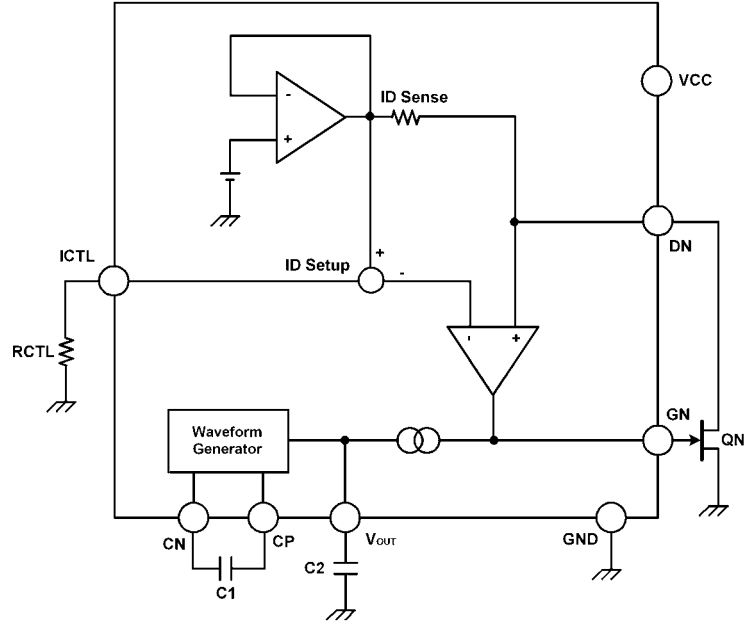 VCC
ID Sense
-
+
DN
ICTL
ID Setup
+
-
RCTL
-
+
GN
QN
Waveform
Generator
CN
CP
VOUT
GND
C1
C2